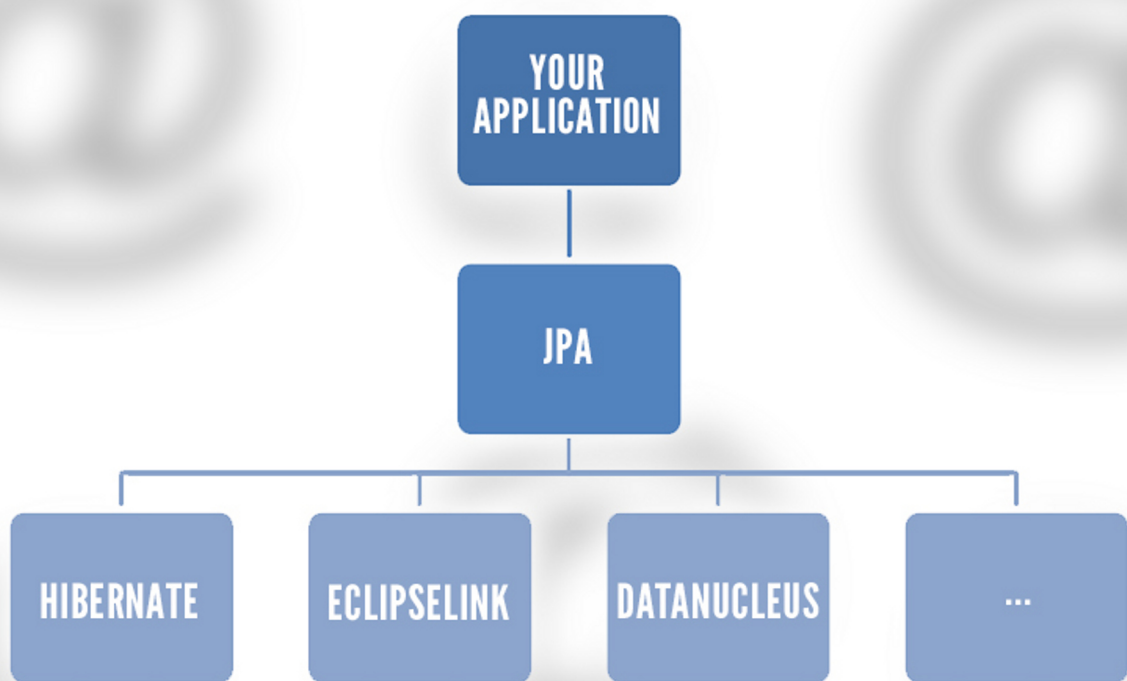 YOUR
APPLICATION
JPA
HIBERNATE
ECLIPSELINK
DATANUCLEUS
...